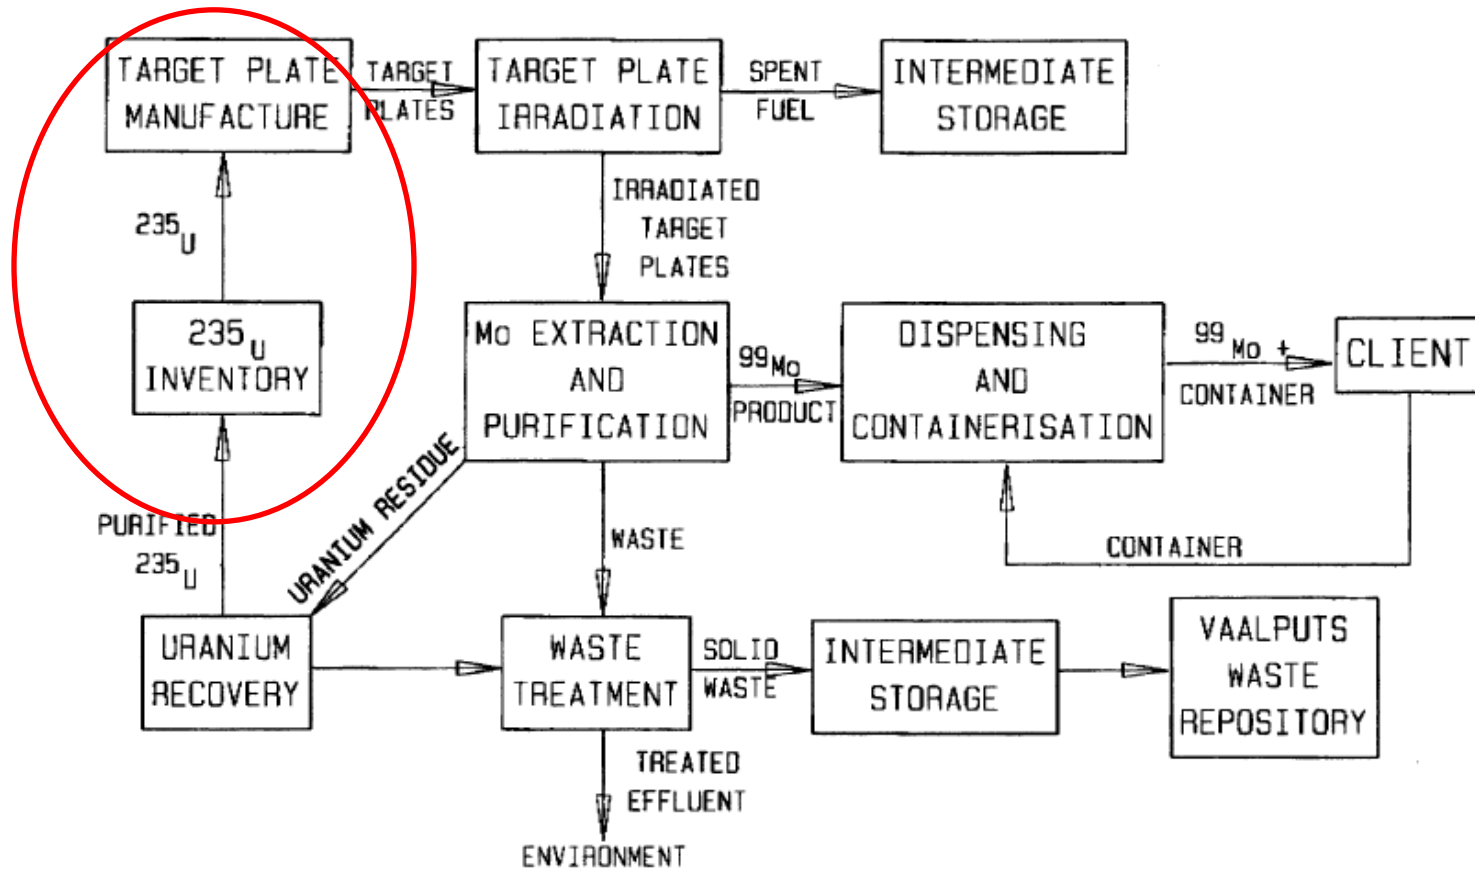 TARGET PLATE
MANUFACTURE
TARGET
PLATES
TARGET PLATE
IRRADIATION
SPENT
FUEL
INTERMEDIATE
STORAGE
235U
IRRADIATED
TARGET
PLATES
235U
INVENTORY
Mo EXTRACTION
AND
PURIFICATION
99Mo
PRODUCT
DISPENSING
AND
CONTAINERISATION
99Mo +
CONTAINER
CLIENT
PURIFIED
235U
URANIUM RESIDUE
WASTE
CONTAINER
URANIUM
RECOVERY
WASTE
TREATMENT
SOLID
WASTE
INTERMEDIATE
STORAGE
VAALPUTS
WASTE
REPOSITORY
TREATED
EFFLUENT
ENVIRONMENT